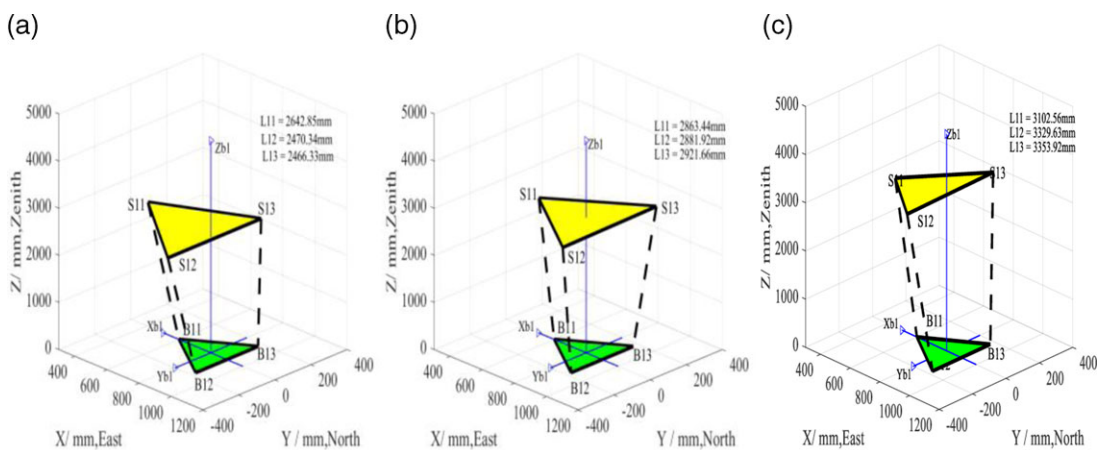 (a)
5000
4000
3000
2000
1000
0
Z/ mm,Zenith
L11 = 2642.85mm
L12 = 2470.34mm
L13 = 2466.33mm
Zb1
S11
S13
S12
Xb1
B11
Yb1
B13
B12
400
600
800
1000
1200
X/ mm,East
-400
-200
0
200
400
Y/ mm,North
(b)
5000
4000
3000
2000
1000
0
Z/ mm,Zenith
L11 = 2863.44mm
L12 = 2881.92mm
L13 = 2921.66mm
Zb1
S11
S13
S12
Xb1
B11
Yb1
B13
B12
400
600
800
1000
1200
X/ mm,East
-400
-200
0
200
400
Y/ mm,North
(c)
5000
4000
3000
2000
1000
0
Z/ mm,Zenith
L11 = 3102.56mm
L12 = 3329.63mm
L13 = 3353.92mm
Zb1
S11
S13
S12
Xb1
B11
Yb1
B13
400
600
800
1000
1200
X/ mm,East
-400
-200
0
200
400
Y/ mm,North